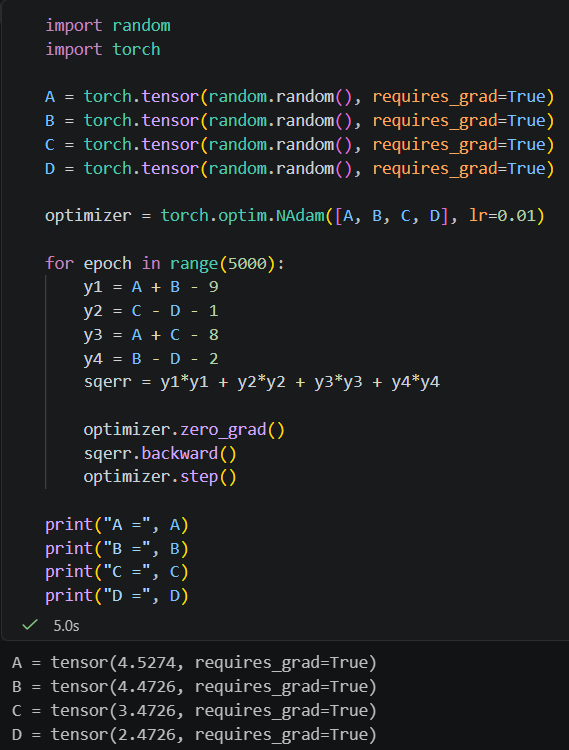 import random
import torch
A = torch.tensor(random.random(), requires_grad=True)
B = torch.tensor(random.random(), requires_grad=True)
C = torch.tensor(random.random(), requires_grad=True)
D = torch.tensor(random.random(), requires_grad=True)
optimizer = torch.optim.NAdam([A, B, C, D], lr=0.01)
for epoch in range(5000):
    y1 = A + B - 9
    y2 = C - D - 1
    y3 = A + C - 8
    y4 = B - D - 2
    sqerr = y1*y1 + y2*y2 + y3*y3 + y4*y4
    optimizer.zero_grad()
    sqerr.backward()
    optimizer.step()
print("A =", A)
print("B =", B)
print("C =", C)
print("D =", D)
5.0s
A = tensor(4.5274, requires_grad=True)
B = tensor(4.4726, requires_grad=True)
C = tensor(3.4726, requires_grad=True)
D = tensor(2.4726, requires_grad=True)